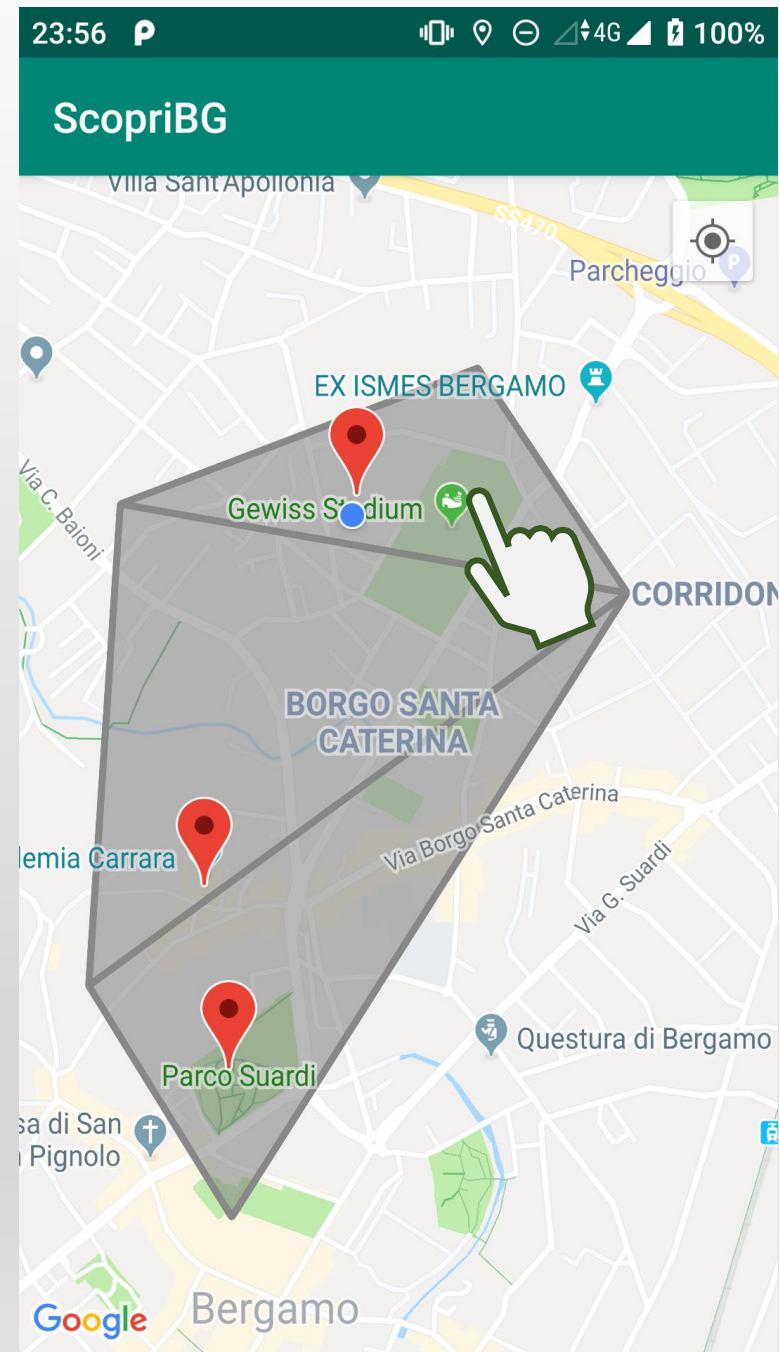 23:56
4G
100%
ScopriBG
Villa Sant'Apollonia
SS470
Parcheggio
P
EX ISMES BERGAMO
Via C. Baioni
Gewiss Stadium
CORRIDON
BORGO SANTA
CATERINA
Via Borgo Santa Caterina
lemia Carrara
Via G. Suardi
Questura di Bergamo
Parco Suardi
sa di San
Pignolo
Google
Bergamo